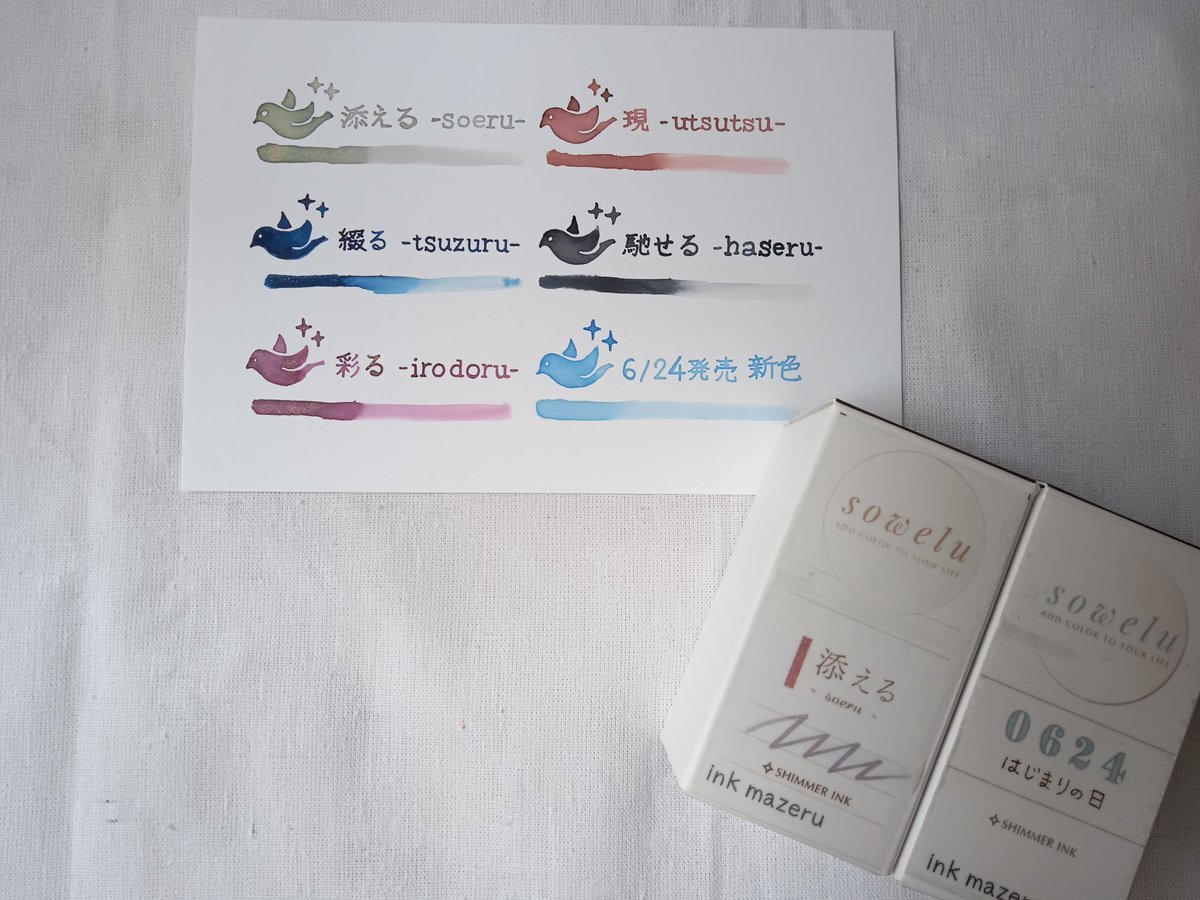 添える -soeru-
現 -utsutsu-
綴る -tsuzuru-
馳せる -haseru-
彩る -irodoru-
6/24発売 新色
sowelu
ADD COLOR TO YOUR LIFE
添える
~ soeru ~
SHIMMER INK
ink mazeru
sowelu
ADD COLOR TO YOUR LIFE
0624
はじまりの日
SHIMMER INK
ink mazer